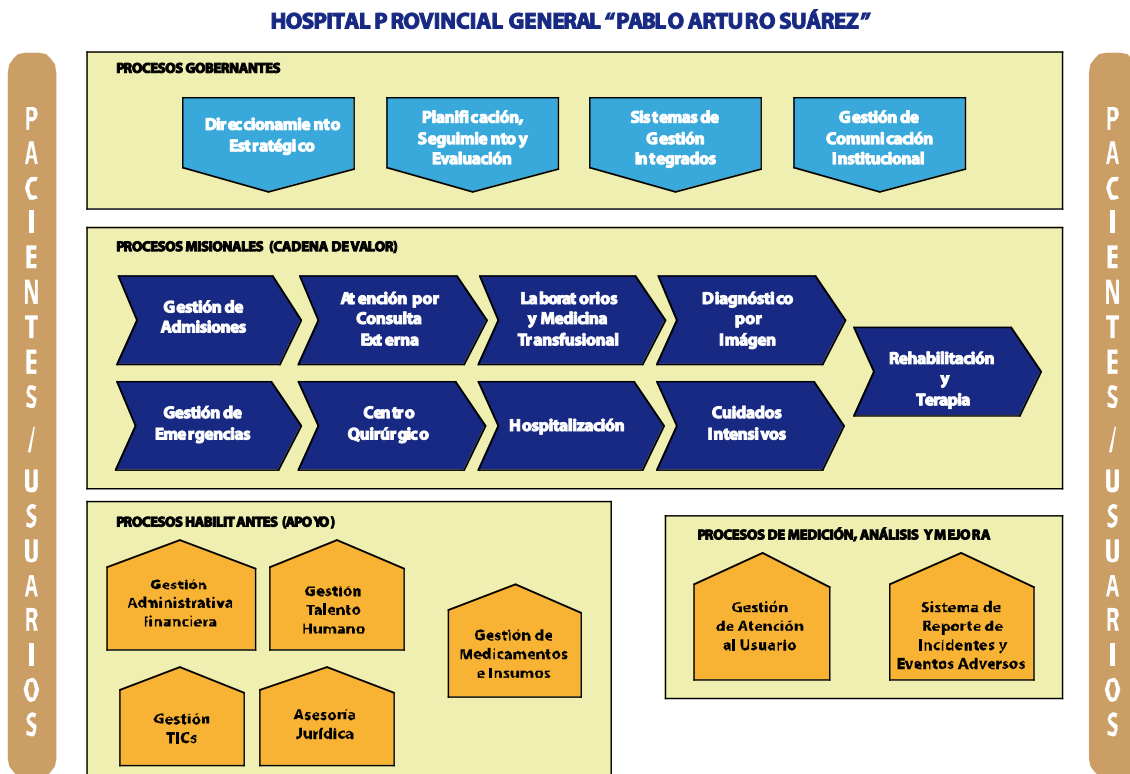 HOSPITAL PROVINCIAL GENERAL “PABLO ARTURO SUÁREZ”
PACIENTES / USUARIOS
PROCESOS GOBERNANTES
Direccionamiento
Estratégico
Planificación,
Seguimiento y
Evaluación
Sistemas de
Gestión
Integrados
Gestión de
Comunicación
Institucional
PROCESOS MISIONALES (CADENA DE VALOR)
Gestión de
Admisiones
Atención por
Consulta
Externa
Laboratorios
y Medicina
Transfusional
Diagnóstico
por
Imágen
Rehabilitación
y
Terapia
Gestión de
Emergencias
Centro
Quirúrgico
Hospitalización
Cuidados
Intensivos
PROCESOS HABILITANTES (APOYO)
Gestión
Administrativa
financiera
Gestión
Talento
Humano
Gestión de
Medicamentos
e Insumos
Gestión
TICs
Asesoría
Jurídica
PROCESOS DE MEDICIÓN, ANÁLISIS Y MEJORA
Gestión
de Atención
al Usuario
Sistema de
Reporte de
Incidentes y
Eventos Adversos
PACIENTES / USUARIOS